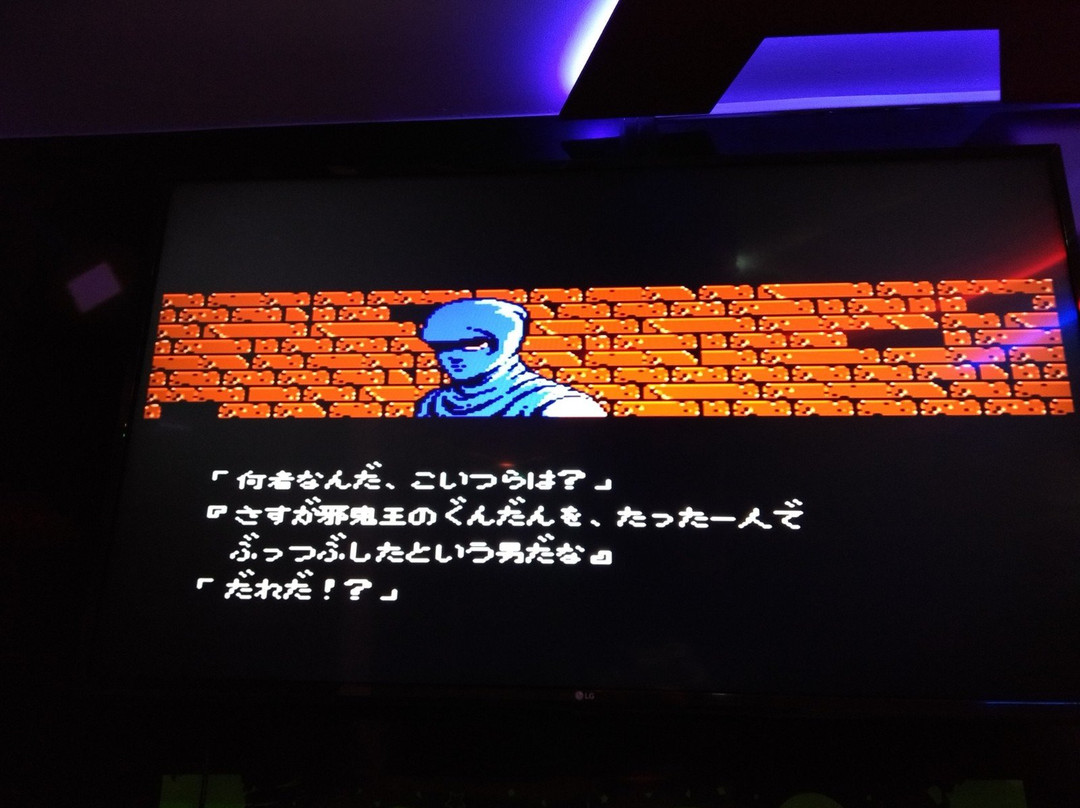 「何者なんだ、こいつらは？」
『さすが邪鬼王のぐんだんを、たった一人で
ぶっつぶしたという男だな』
「だれだ！？」
LG